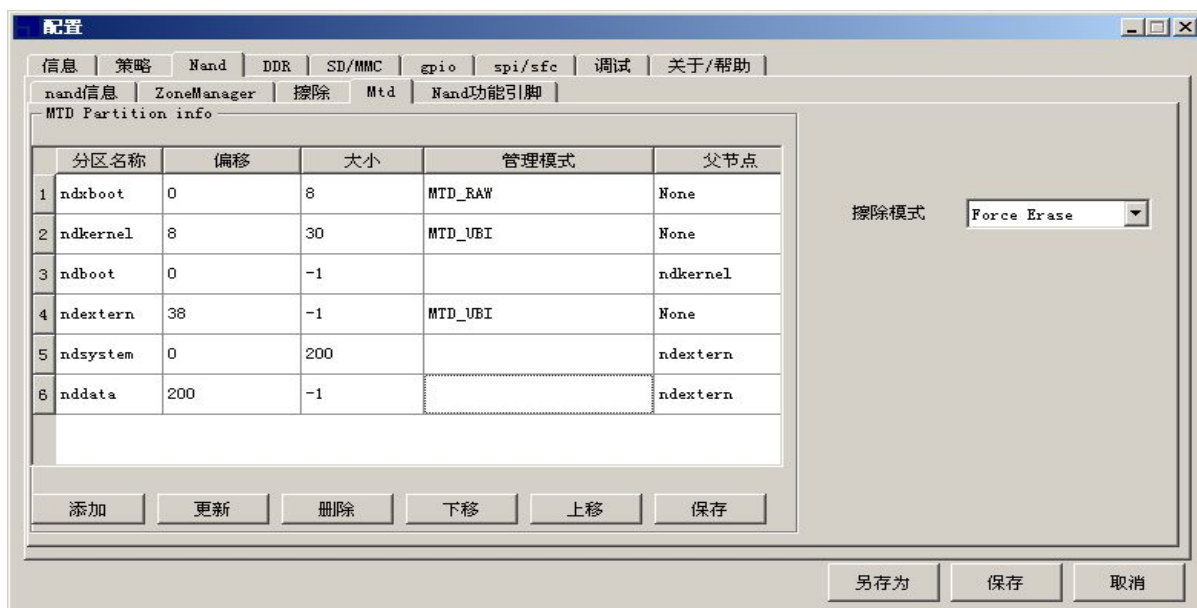 配置
信息 策略 Nand DDR SD/MMC gpio spi/sfc 调试 关于/帮助
nand信息 ZoneManager 擦除 Mtd Nand功能引脚
MTD Partition info
分区名称 偏移 大小 管理模式 父节点
1 ndxboot 0 8 MTD_RAW None
擦除模式 Force Erase
2 ndkernel 8 30 MTD_UBI None
3 ndboot 0 -1 ndkernel
4 ndextern 38 -1 MTD_UBI None
5 ndsystem 0 200 ndextern
6 nddata 200 -1 ndextern
添加 更新 删除 下移 上移 保存
另存为 保存 取消